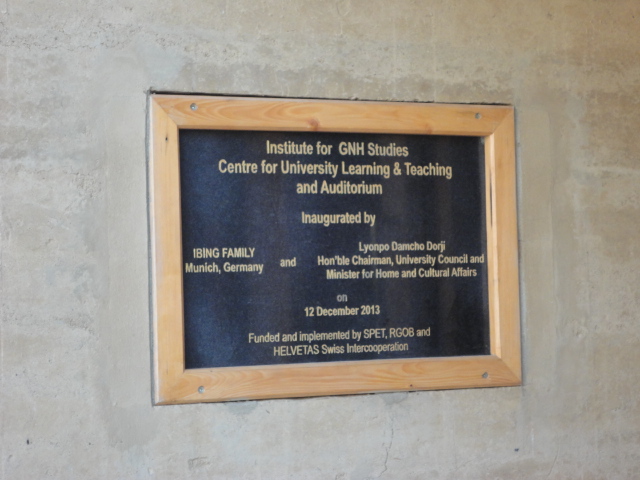 Institute for GNH Studies
Centre for University Learning & Teaching
and Auditorium
Inaugurated by
IBING FAMILY
Munich, Germany
and
Lyonpo Damcho Dorji
Hon'ble Chairman, University Council and
Minister for Home and Cultural Affairs
on
12 December 2013
Funded and implemented by SPET, RGOB and
HELVETAS Swiss Intercooperation